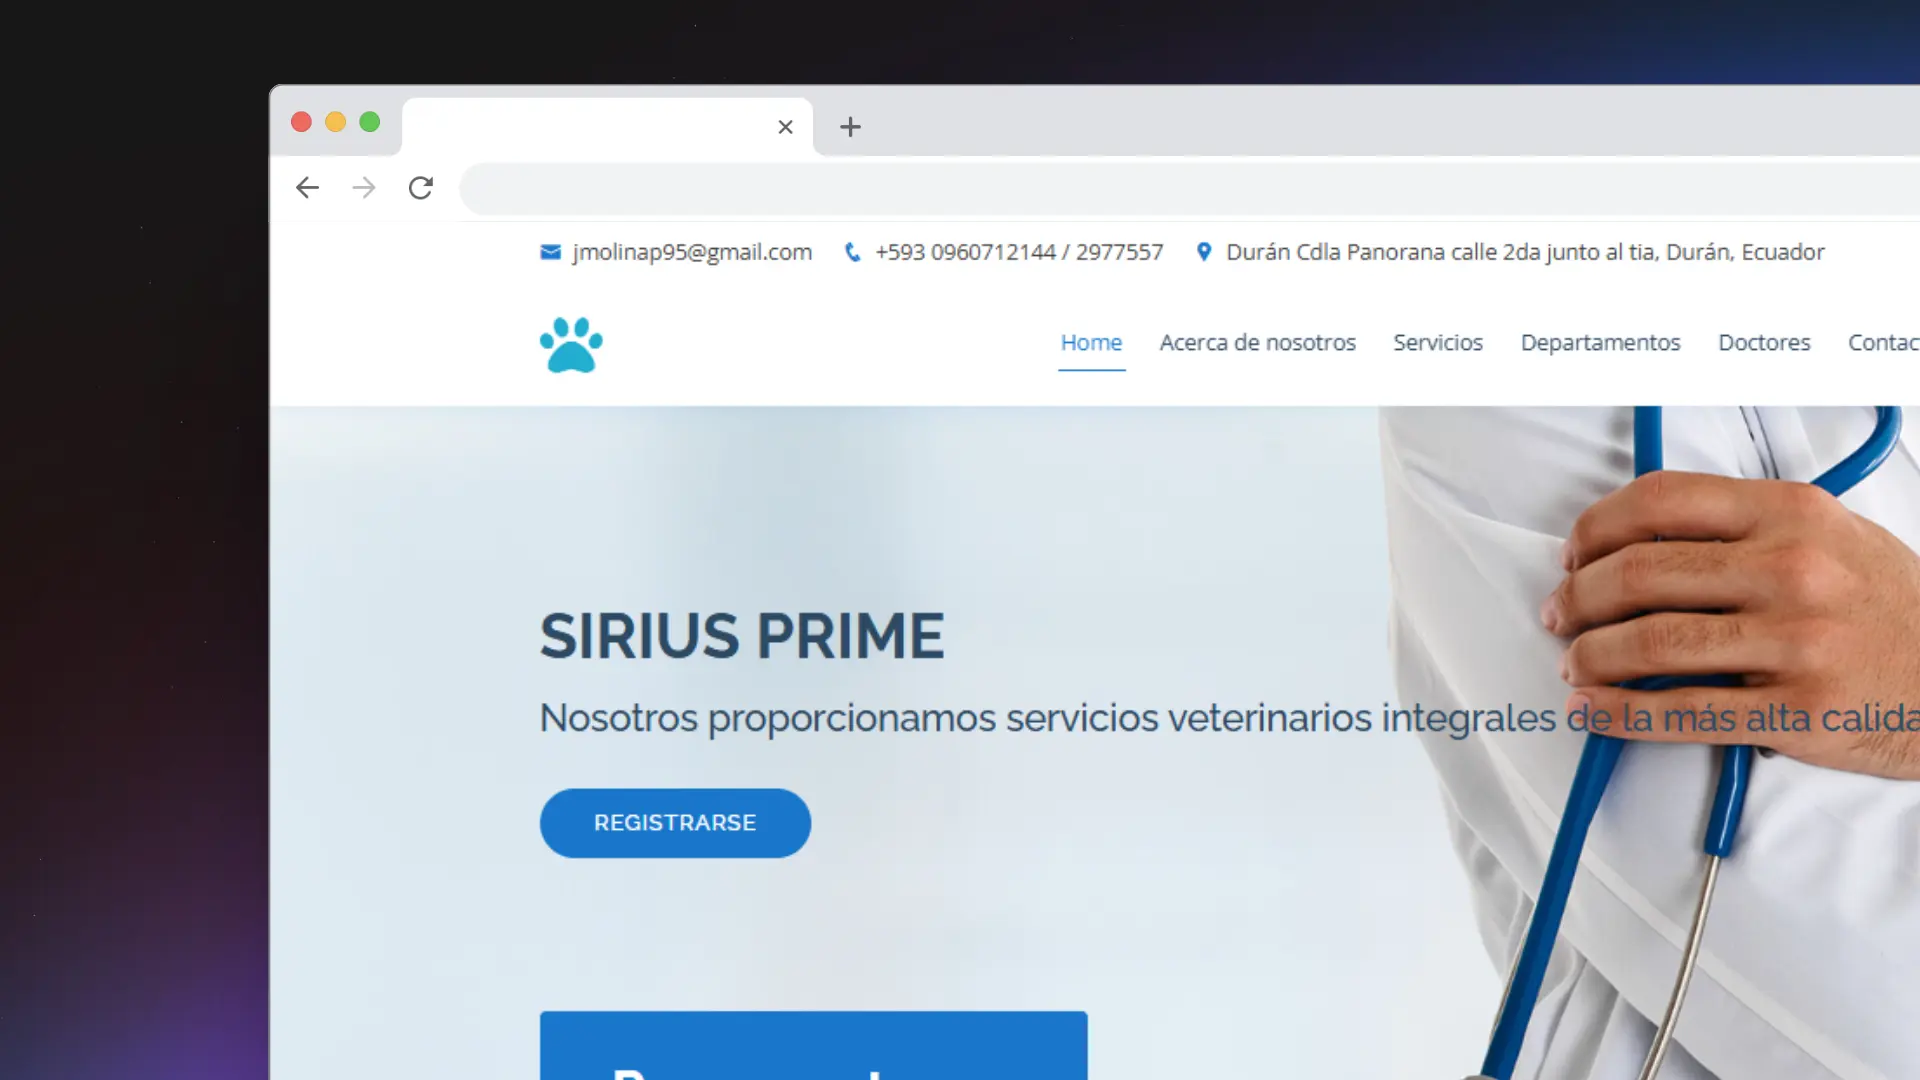 jmolinap95@gmail.com +593 0960712144 / 2977557 Durán Cdla Panorana calle 2da junto al tia, Durán, Ecuador
Home Acerca de nosotros Servicios Departamentos Doctores Contac
SIRIUS PRIME
Nosotros proporcionamos servicios veterinarios integrales de la más alta calida
REGISTRARSE